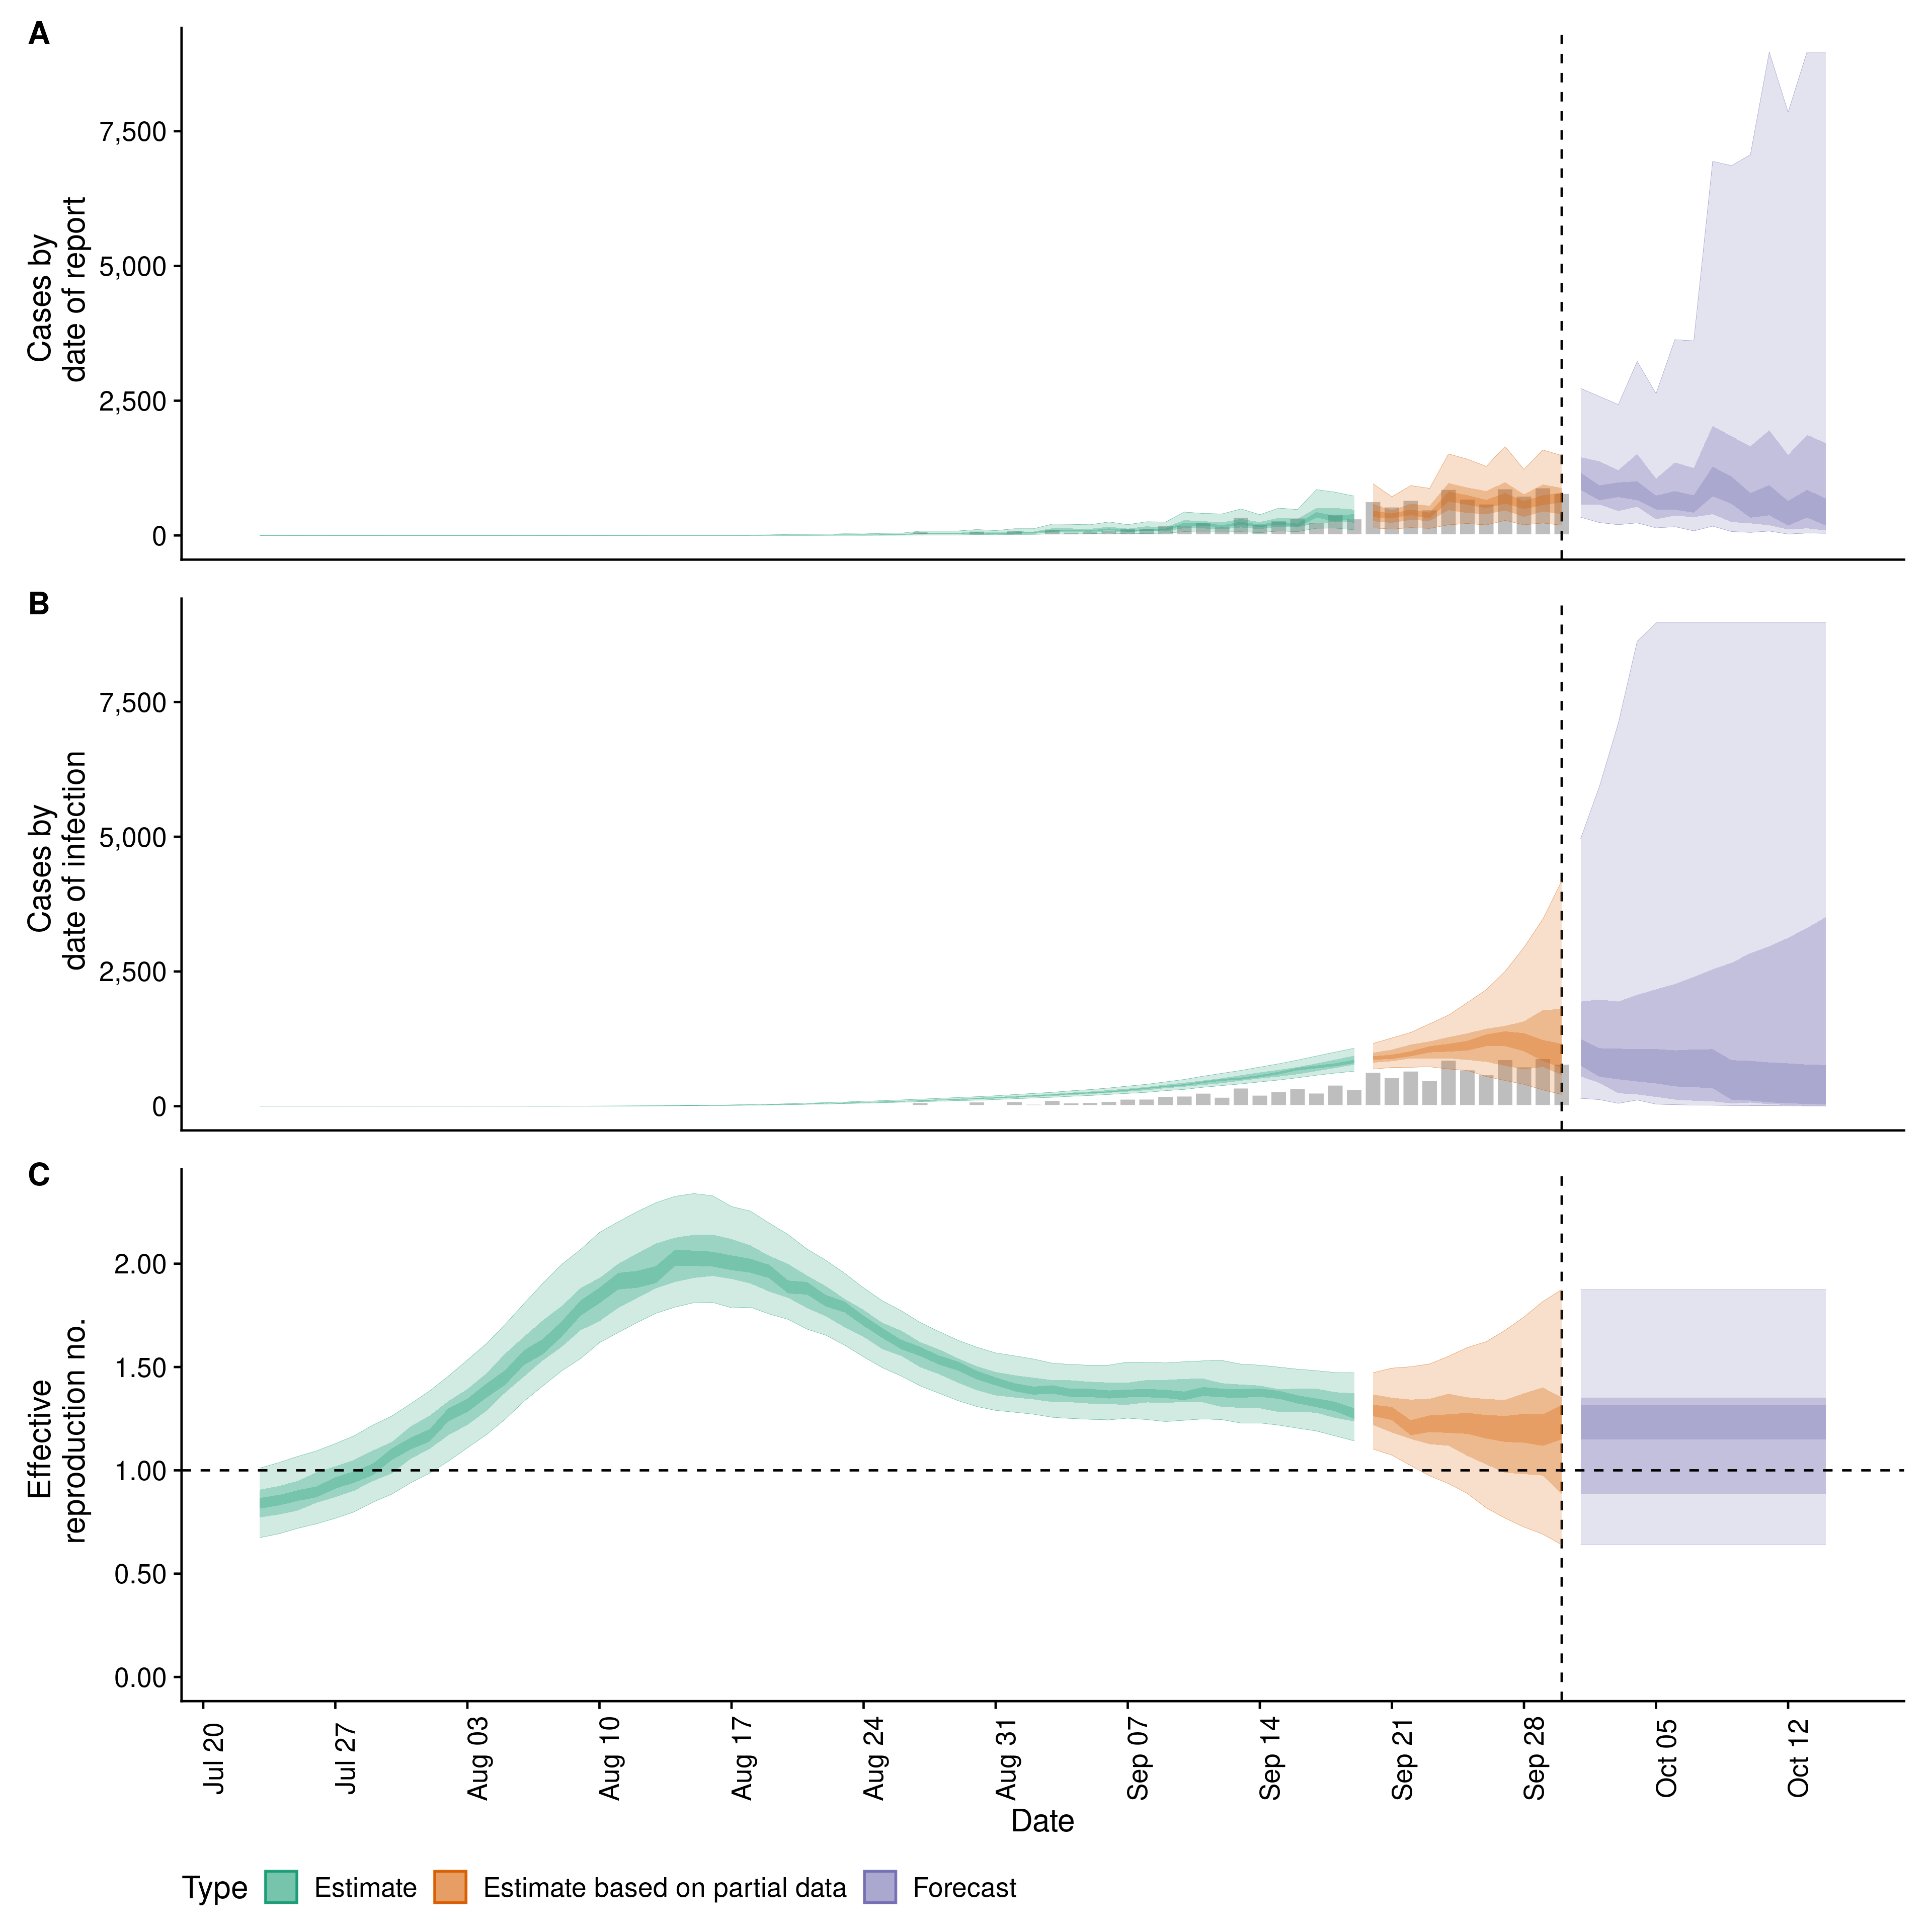 A
Cases by
date of report
7,500
5,000
2,500
0
B
Cases by
date of infection
7,500
5,000
2,500
0
C
Effective
reproduction no.
2.00
1.50
1.00
0.50
0.00
Jul 20
Jul 27
Aug 03
Aug 10
Aug 17
Aug 24
Aug 31
Sep 07
Sep 14
Sep 21
Sep 28
Oct 05
Oct 12
Date
Type Estimate Estimate based on partial data Forecast